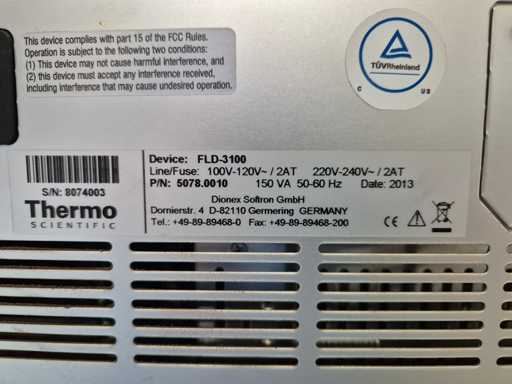 This device complies with part 15 of the FCC Rules.
Operation is subject to the following two conditions:
(1) This device may not cause harmful interference, and
(2) this device must accept any interference received,
including interference that may cause undesired operation.
TÜVRheinland
C US
Device: FLD-3100
Line/Fuse: 100V-120V~ / 2AT 220V-240V~ / 2AT
P/N: 5078.0010 150 VA 50-60 Hz Date: 2013
S/N: 8074003
Thermo
SCIENTIFIC
Dionex Softron GmbH
Dornierstr. 4 D-82110 Germering GERMANY
Tel.: +49-89-89468-0 Fax: +49-89-89468-200
CE